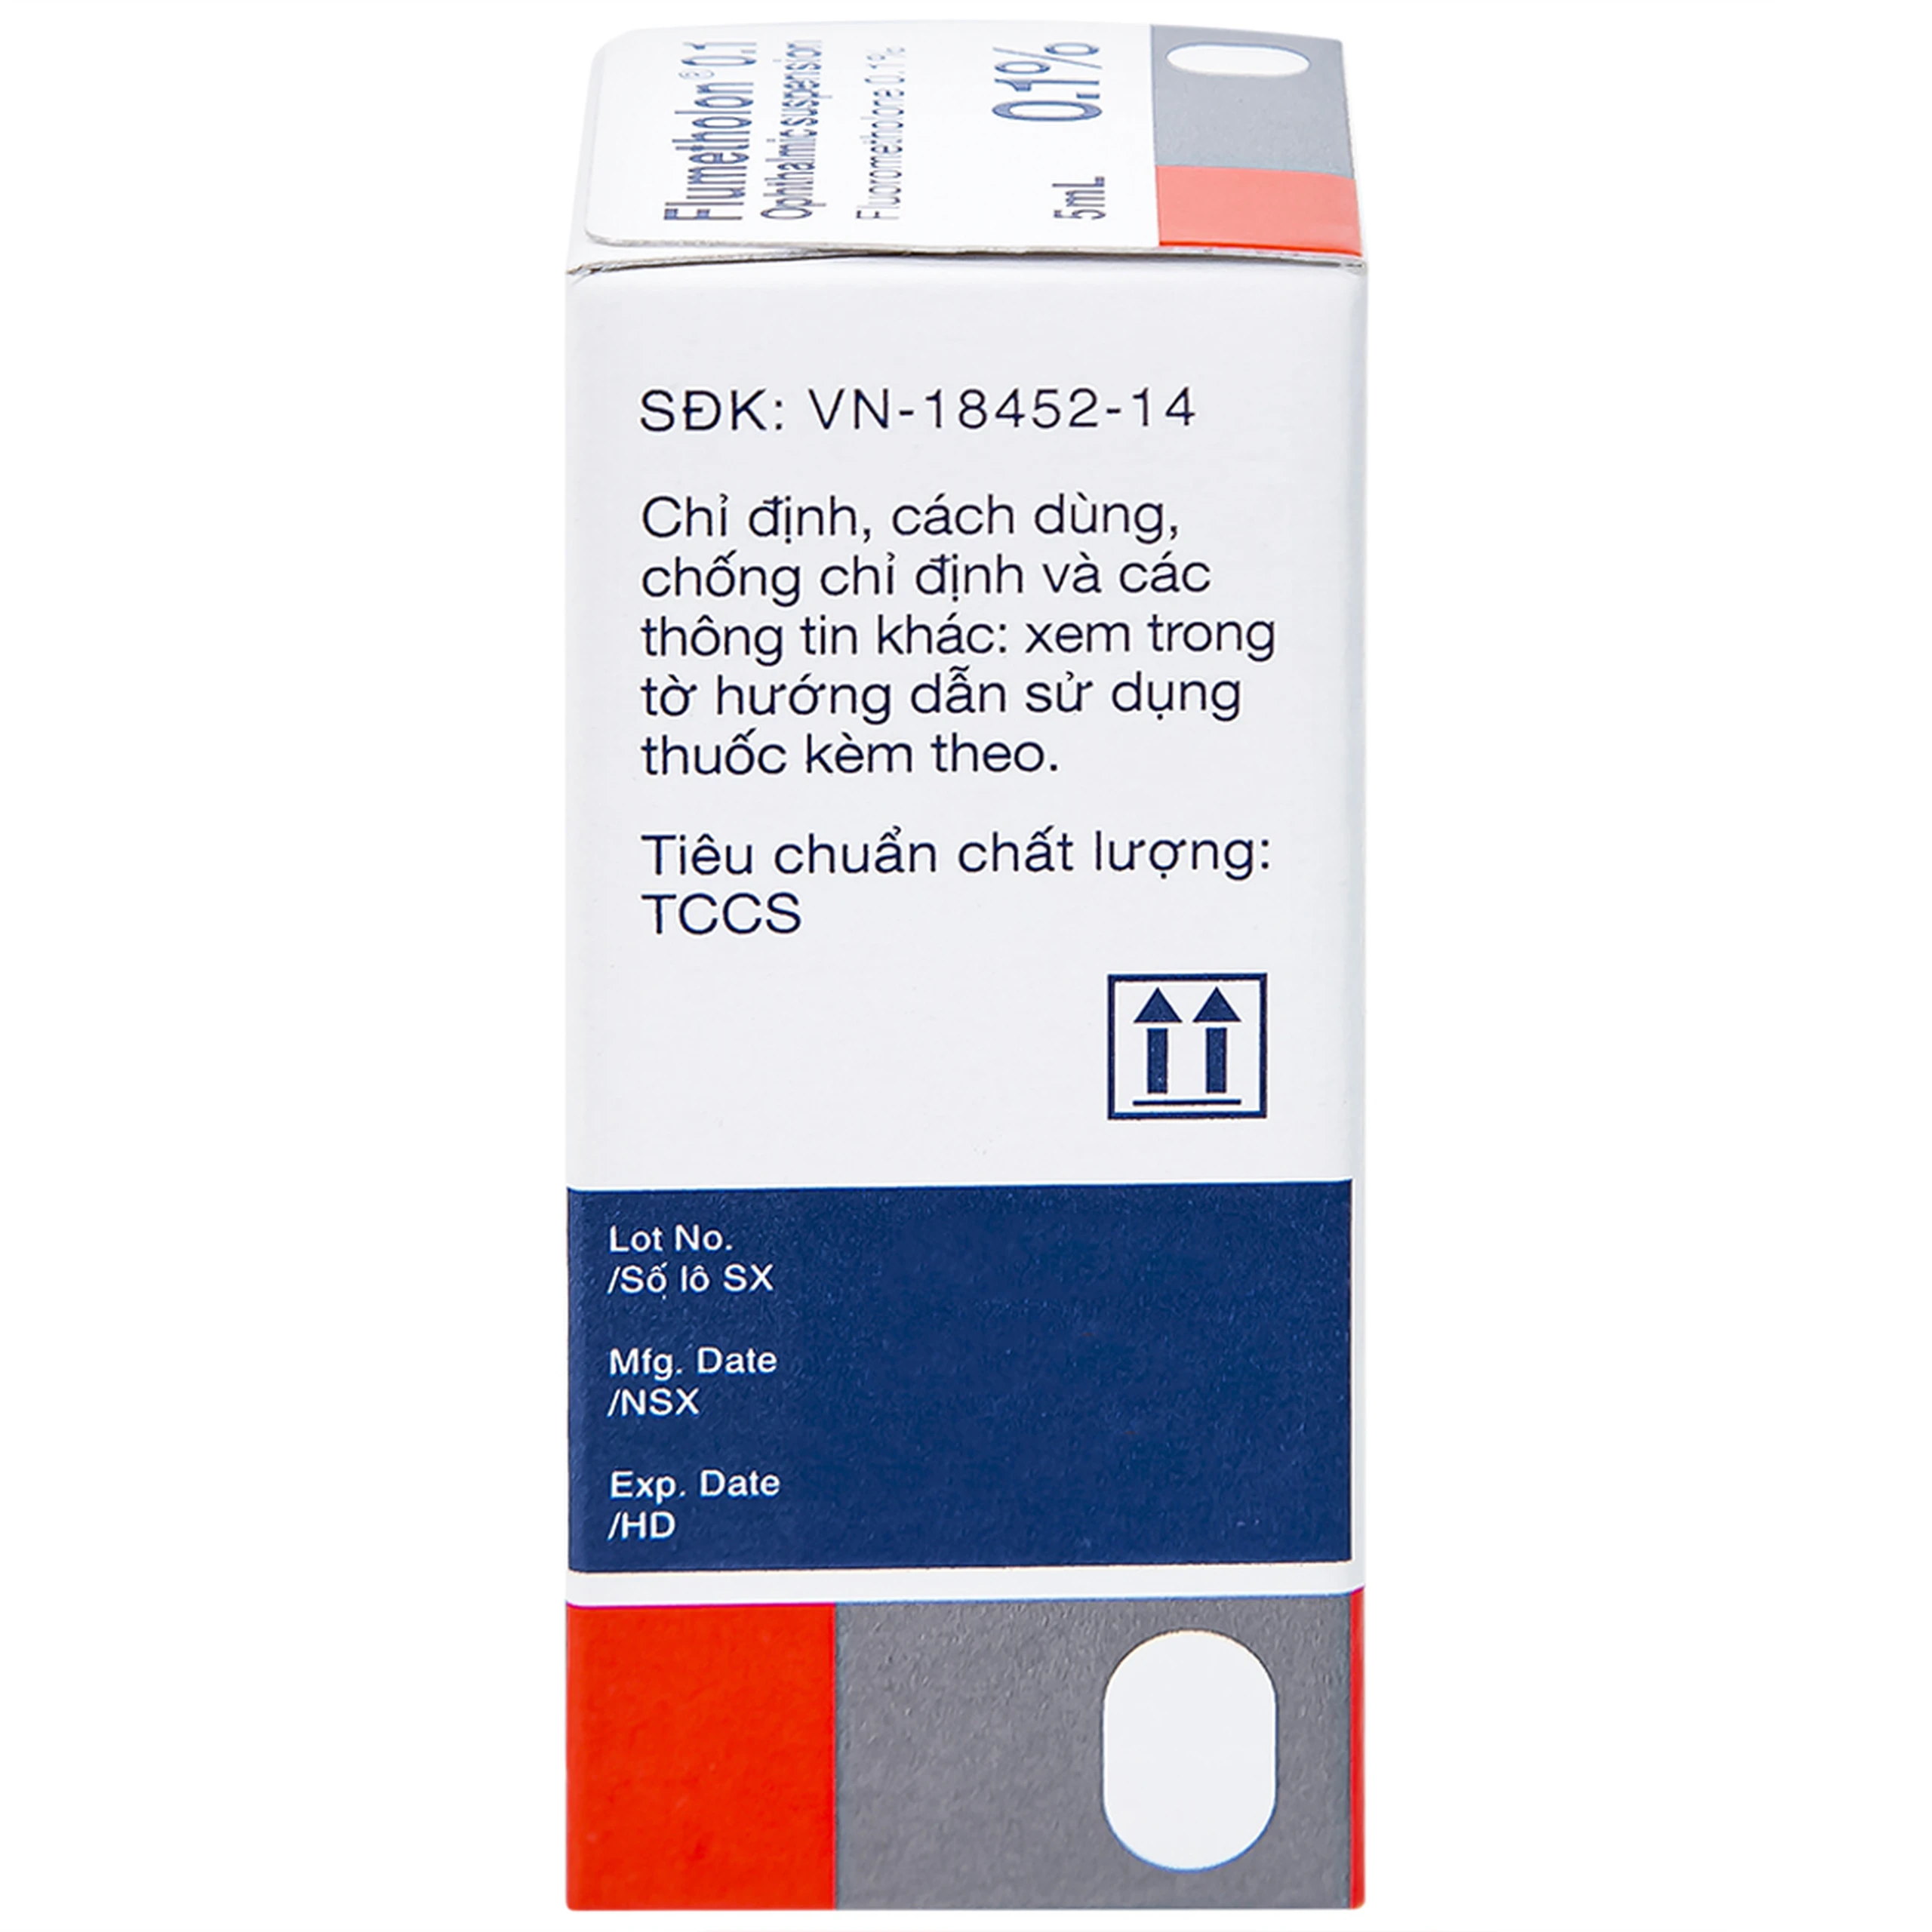 Flumetholon® 0.1
Ophthalmic suspension
Fluorometholone 0.1%
5mL 0.1%
SĐK: VN-18452-14
Chỉ định, cách dùng,
chống chỉ định và các
thông tin khác: xem trong
tờ hướng dẫn sử dụng
thuốc kèm theo.
Tiêu chuẩn chất lượng:
TCCS
Lot No.
/Số lô SX
Mfg. Date
/NSX
Exp. Date
/HD